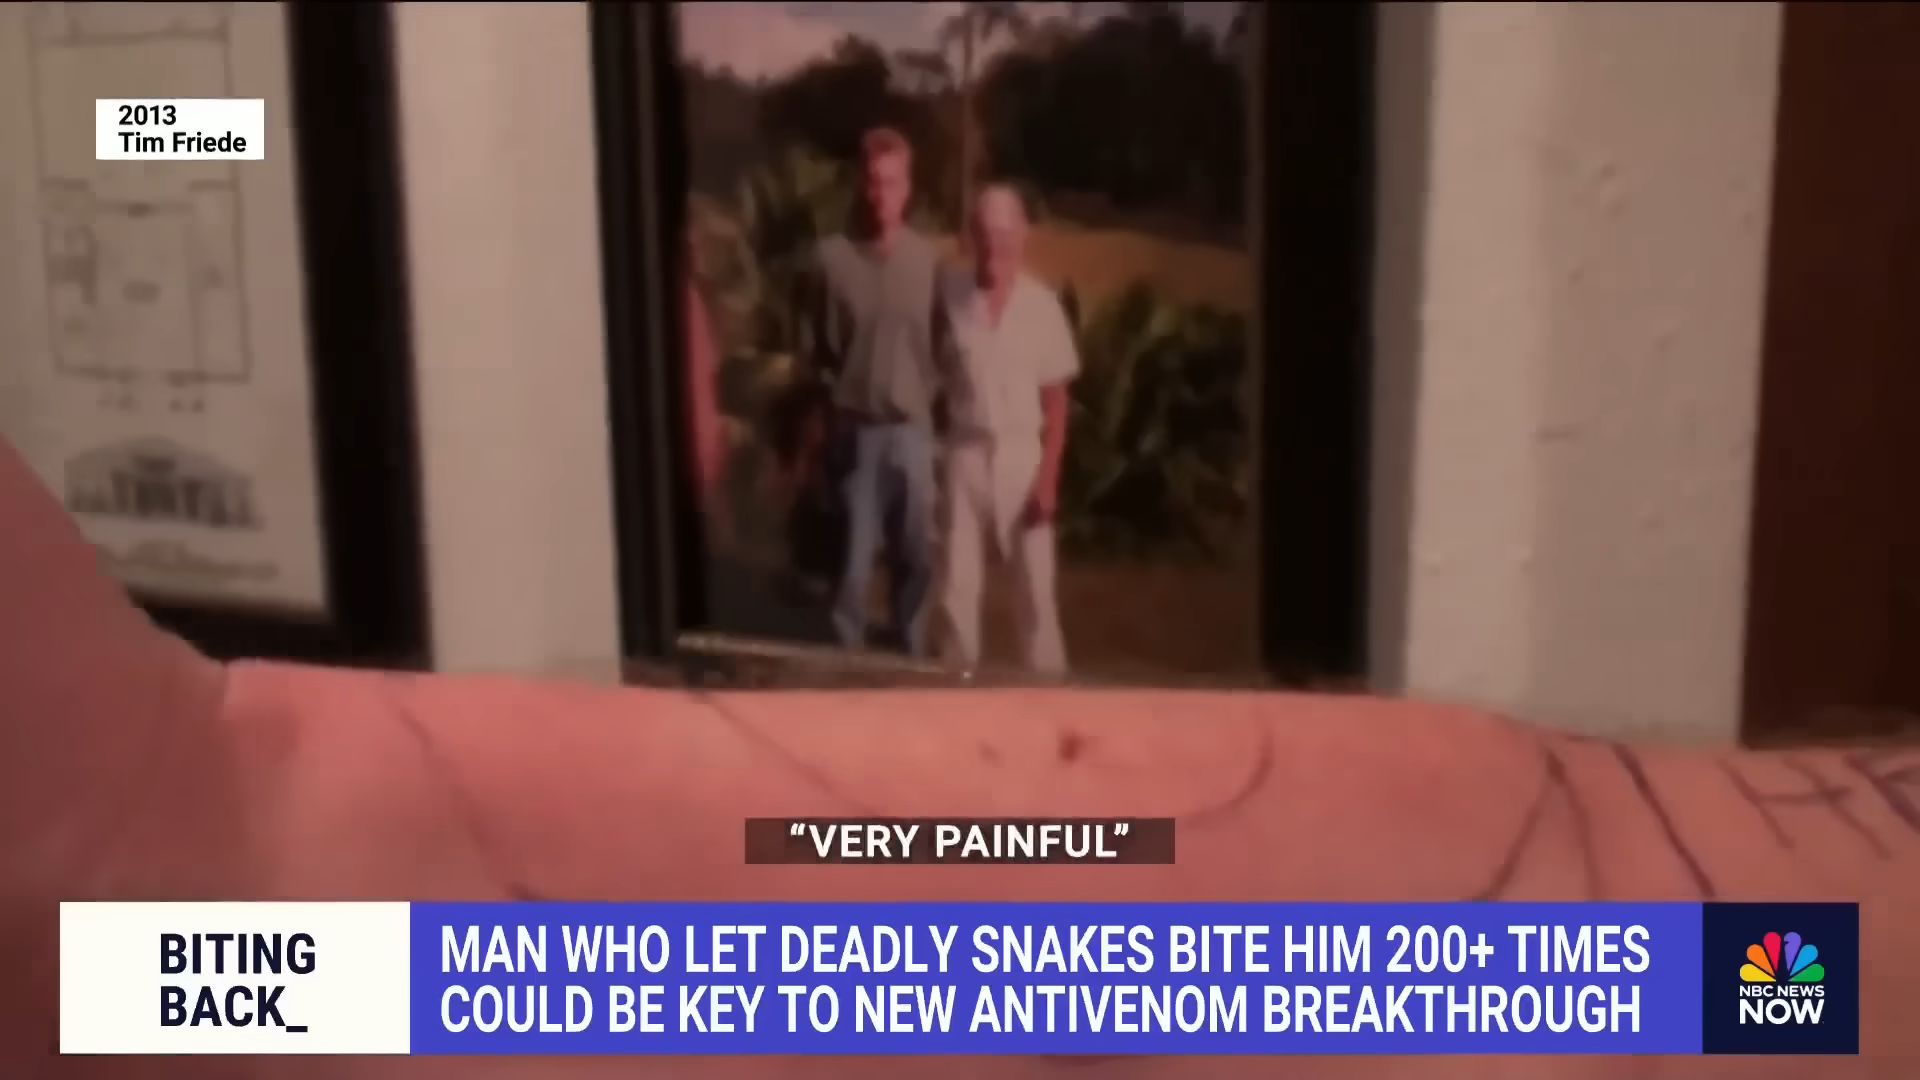 2013
Tim Friede
“VERY PAINFUL”
BITING
BACK_
MAN WHO LET DEADLY SNAKES BITE HIM 200+ TIMES
COULD BE KEY TO NEW ANTIVENOM BREAKTHROUGH
NBC NEWS
NOW